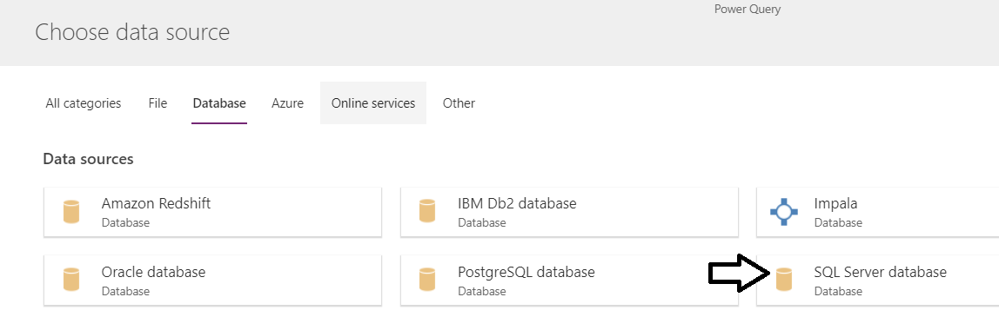 Power Query
Choose data source
All categories File Database Azure Online services Other
Data sources
Amazon Redshift IBM Db2 database Impala
Database Database Database
Oracle database PostgreSQL database SQL Server database
Database Database Database